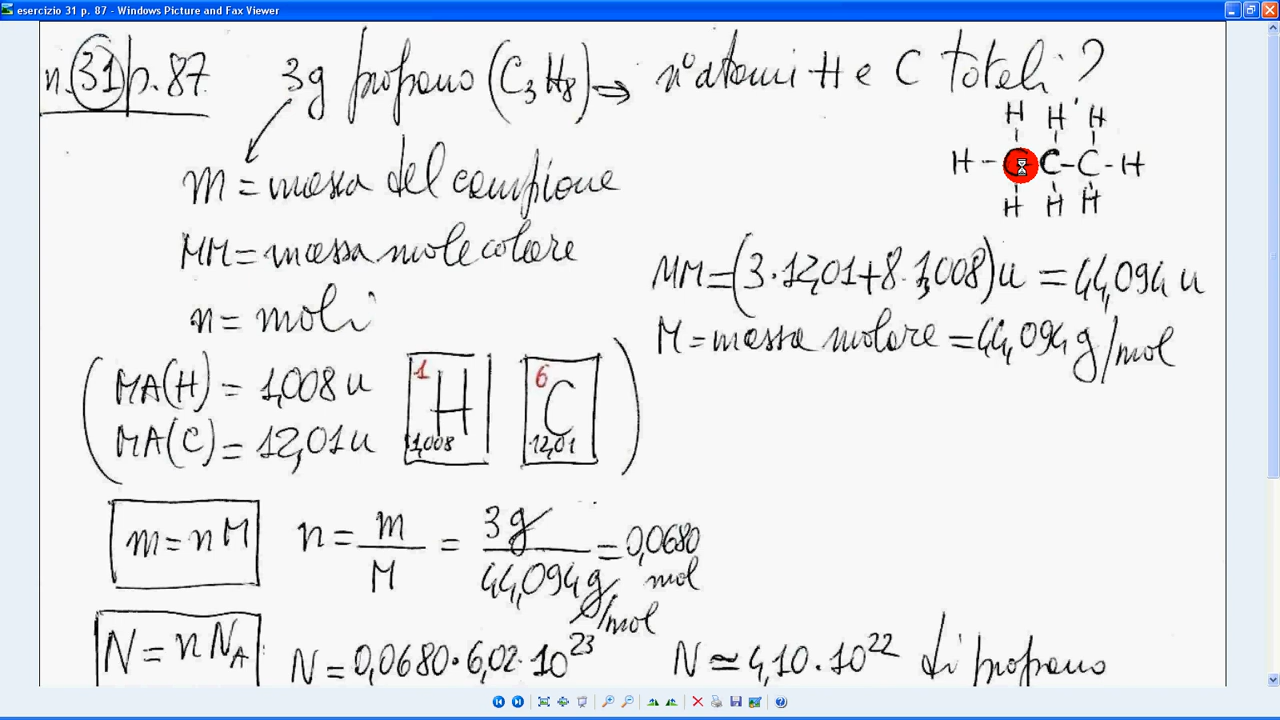 esercizio 31 p. 87 - Windows Picture and Fax Viewer
n. 31 p. 87 3g propano (C3H8) ⇒ n° atomi H e C totali?
H H H
H - C - C - C - H
H H H
m = massa del campione
MM = massa molecolare
n = moli
MM = (3·12,01+8·1,008)u = 44,094 u
M = massa molare = 44,094 g/mol
(MA(H) = 1,008 u
MA(C) = 12,01 u
1 H 1,008
6 C 12,01)
m = n M n = m/M = 3g / 44,094 g/mol = 0,0680 mol
N = n NA N = 0,0680·6,02·10^23 N ≃ 4,10·10^22 di propano